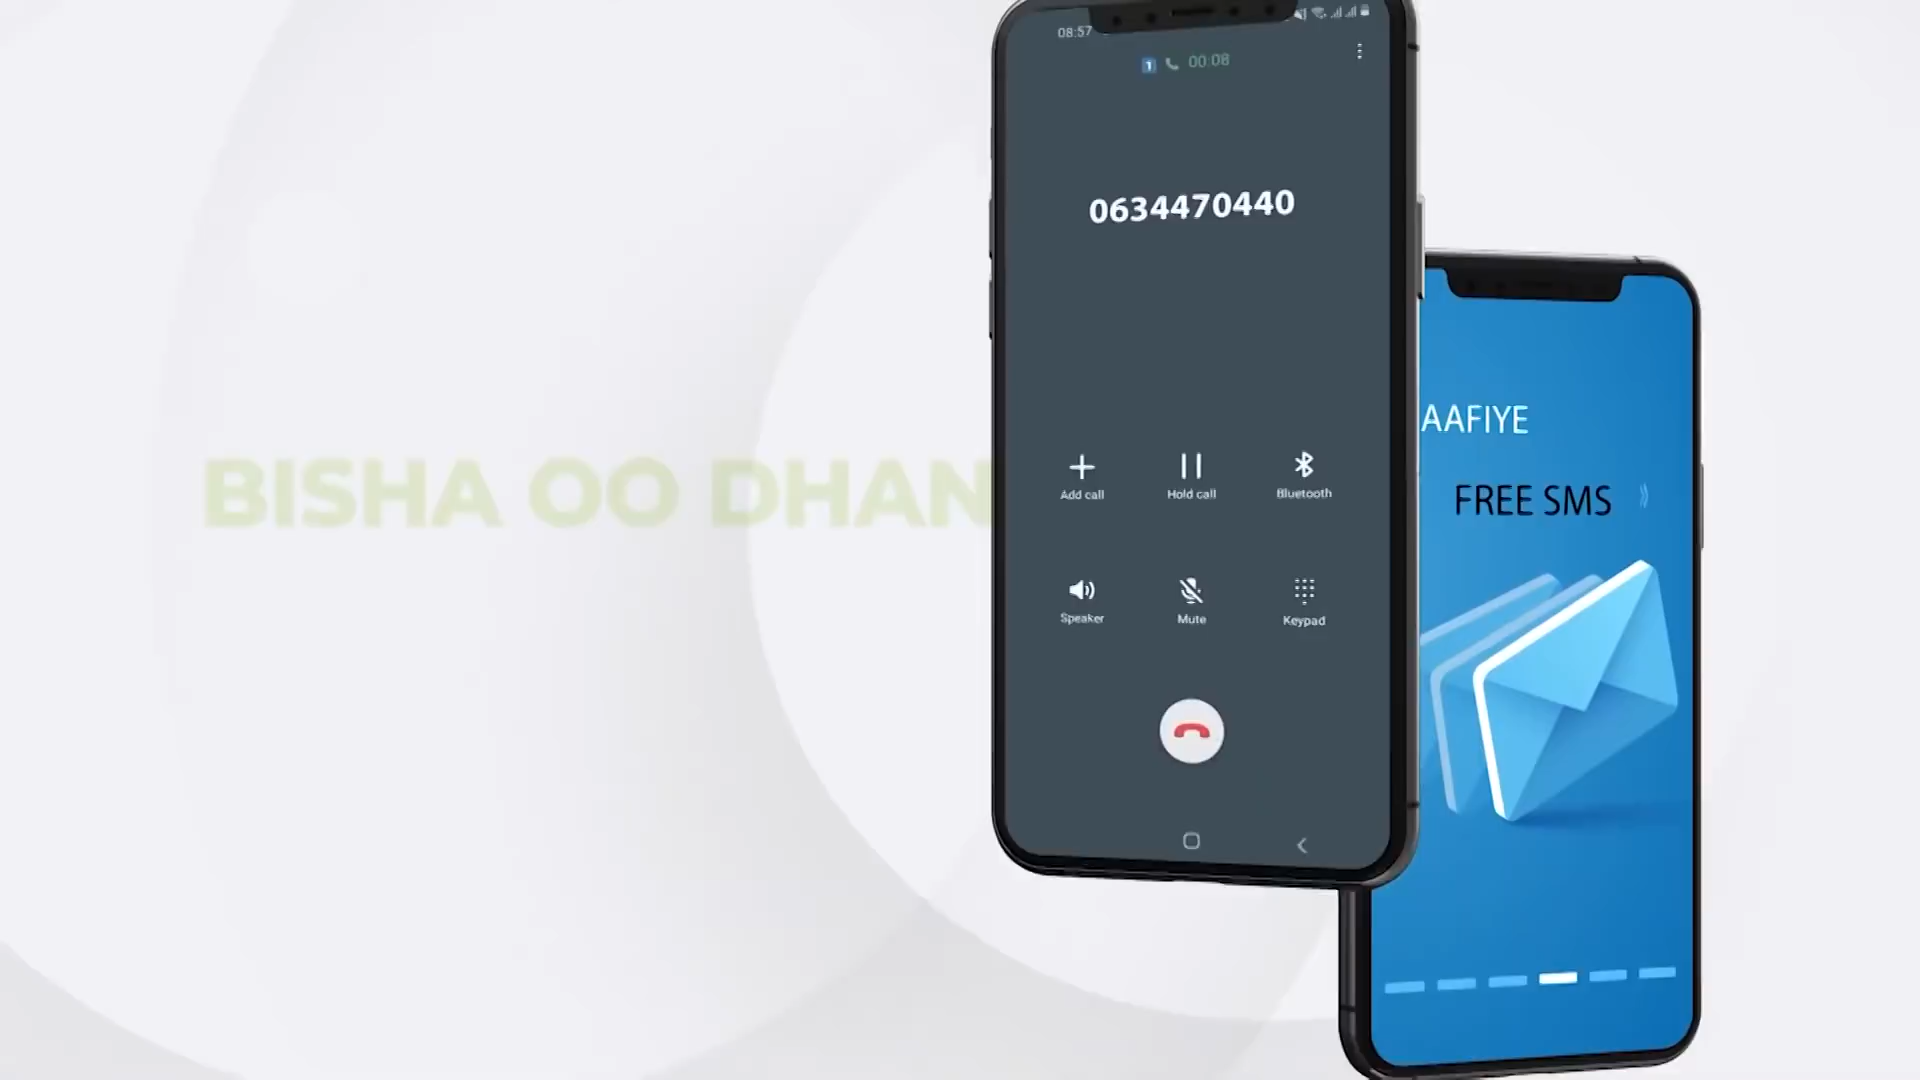 08:57
1 00:08
0634470440
Add call
Hold call
Bluetooth
Speaker
Mute
Keypad
BISHA OO DHAN
AAFIYE
FREE SMS